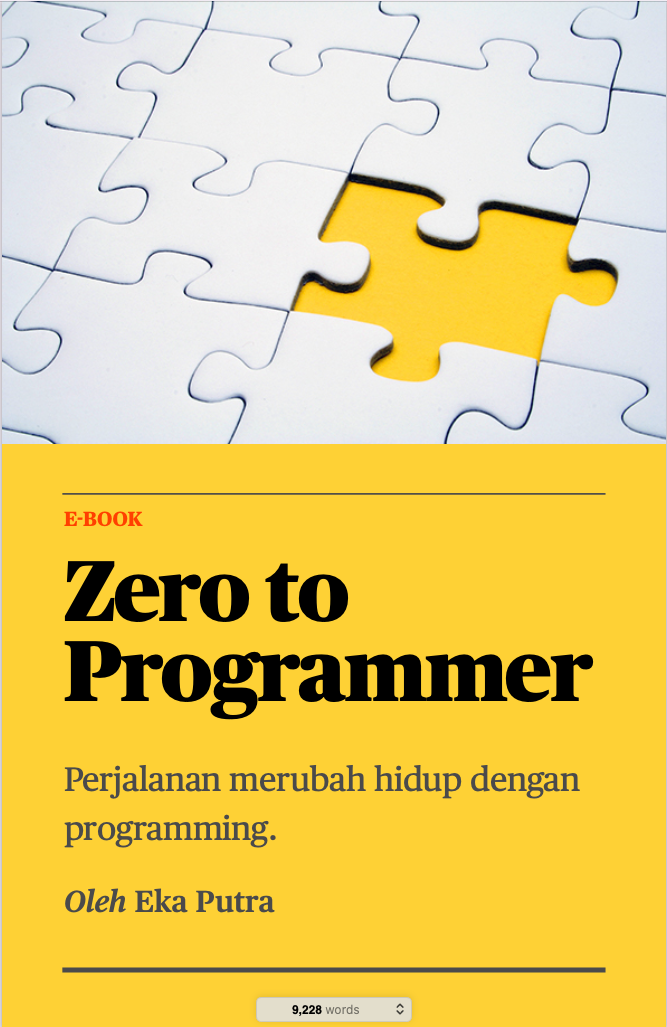 E-BOOK
Zero to
Programmer
Perjalanan merubah hidup dengan
programming.
Oleh Eka Putra
9,228 words